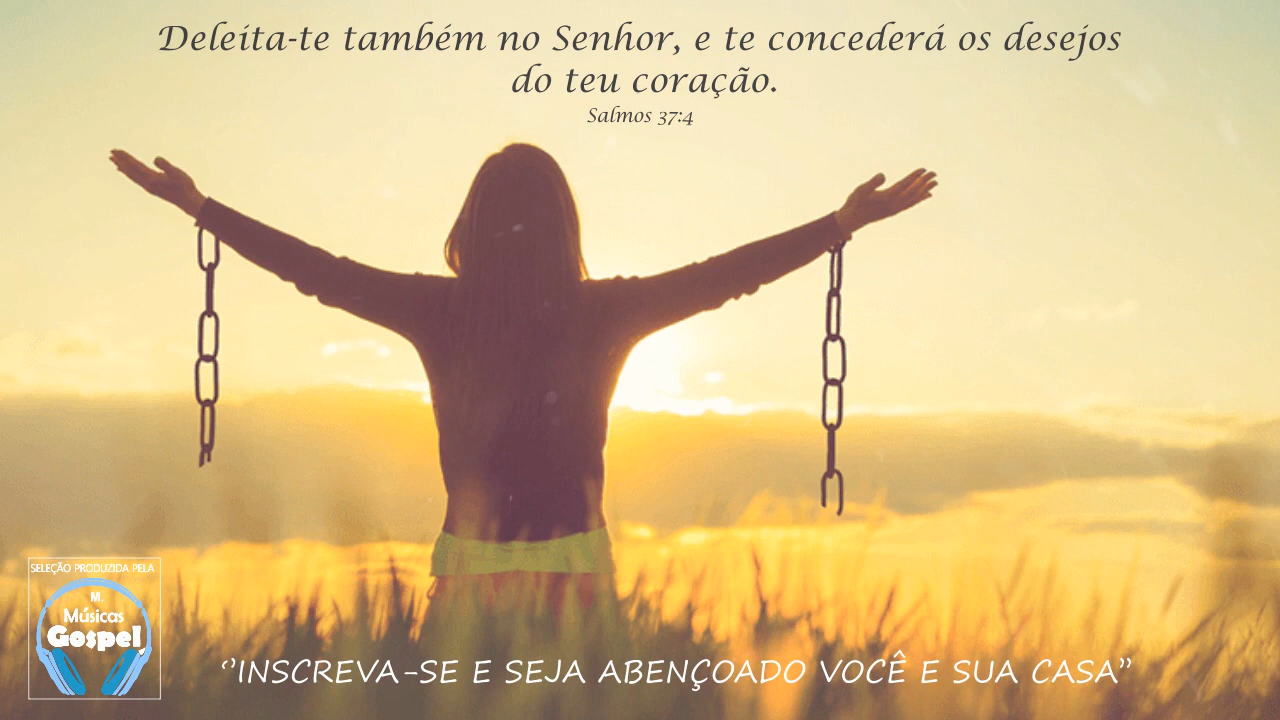 Deleita-te também no Senhor, e te concederá os desejos
do teu coração.
Salmos 37:4
SELEÇÃO PRODUZIDA PELA
M.
Músicas
Gospel
‘’INSCREVA-SE E SEJA ABENÇOADO VOCÊ E SUA CASA’’